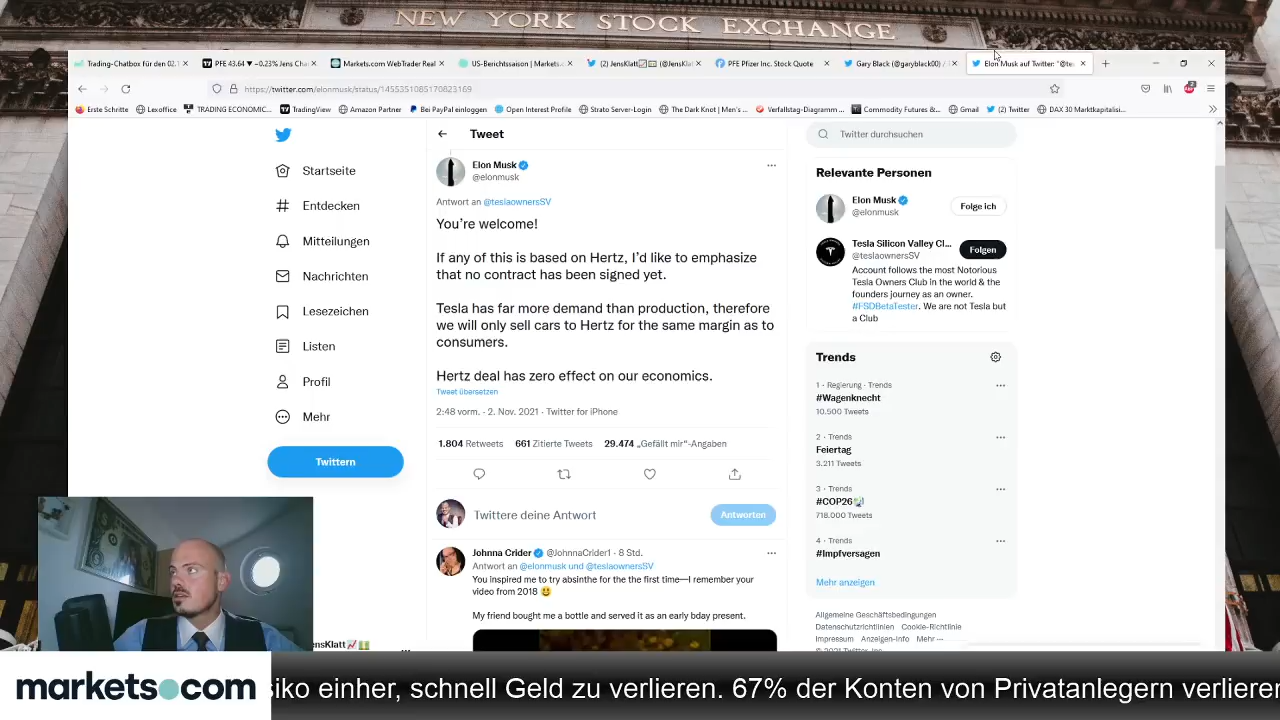 NEW YORK STOCK EXCHANGE
Trading-Chatbox für den 02.1
PFE 43.64 ▼ −0.23% Jens Cha
Markets.com WebTrader Real
US-Berichtssaison | Markets.c
(2) JensKlatt📈💵 (@JensKlat
PFE Pfizer Inc. Stock Quote
Gary Black (@garyblack00) /
Elon Musk auf Twitter: "@te
https://twitter.com/elonmusk/status/1455351085170823169
Erste Schritte
Lexoffice
TRADING ECONOMIC...
TradingView
Amazon Partner
Bei PayPal einloggen
Open Interest Profile
Strato Server-Login
The Dark Knot | Men's ...
Verfallstag-Diagramm ...
Commodity Futures &...
Gmail
(2) Twitter
DAX 30 Marktkapitalisi...
Startseite
Entdecken
Mitteilungen
Nachrichten
Lesezeichen
Listen
Profil
Mehr
Twittern
Tweet
Elon Musk
@elonmusk
Antwort an @teslaownersSV
You're welcome!
If any of this is based on Hertz, I'd like to emphasize
that no contract has been signed yet.
Tesla has far more demand than production, therefore
we will only sell cars to Hertz for the same margin as to
consumers.
Hertz deal has zero effect on our economics.
Tweet übersetzen
2:48 vorm. · 2. Nov. 2021 · Twitter for iPhone
1.804 Retweets 661 Zitierte Tweets 29.474 „Gefällt mir“-Angaben
Twittere deine Antwort
Antworten
Johnna Crider @JohnnaCrider1 · 8 Std.
Antwort an @elonmusk und @teslaownersSV
You inspired me to try absinthe for the the first time—I remember your
video from 2018 😃
My friend bought me a bottle and served it as an early bday present.
Twitter durchsuchen
Relevante Personen
Elon Musk
@elonmusk
Folge ich
Tesla Silicon Valley Cl...
@teslaownersSV
Folgen
Account follows the most Notorious
Tesla Owners Club in the world & the
founders journey as an owner.
#FSDBetaTester. We are not Tesla but
a Club
Trends
1 · Regierung · Trends
#Wagenknecht
10.500 Tweets
2 · Trends
Feiertag
3.211 Tweets
3 · Trends
#COP26
718.000 Tweets
4 · Trends
#Impfversagen
Mehr anzeigen
Allgemeine Geschäftsbedingungen
Datenschutzrichtlinien Cookie-Richtlinie
Impressum Anzeigen-Info Mehr ···
© 2021 Twitter, Inc.
JensKlatt📈💵
markets.com
siko einher, schnell Geld zu verlieren. 67% der Konten von Privatanlegern verliere